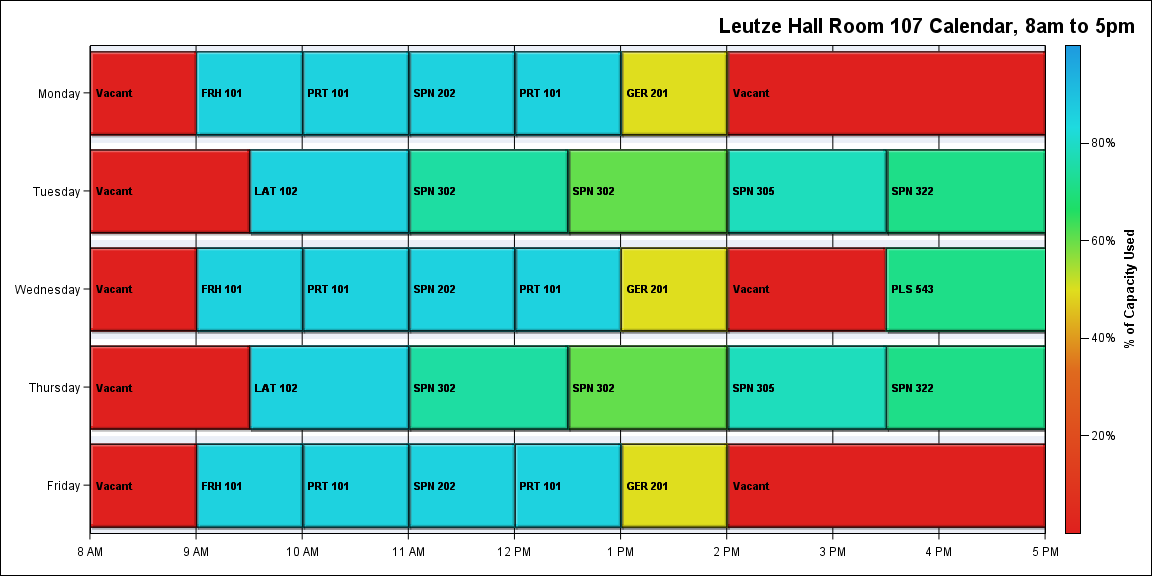 Leutze Hall Room 107 Calendar, 8am to 5pm
Monday
Vacant
FRH 101
PRT 101
SPN 202
PRT 101
GER 201
Vacant
Tuesday
Vacant
LAT 102
SPN 302
SPN 302
SPN 305
SPN 322
Wednesday
Vacant
FRH 101
PRT 101
SPN 202
PRT 101
GER 201
Vacant
PLS 543
Thursday
Vacant
LAT 102
SPN 302
SPN 302
SPN 305
SPN 322
Friday
Vacant
FRH 101
PRT 101
SPN 202
PRT 101
GER 201
Vacant
8 AM
9 AM
10 AM
11 AM
12 PM
1 PM
2 PM
3 PM
4 PM
5 PM
80%
60%
40%
20%
% of Capacity Used